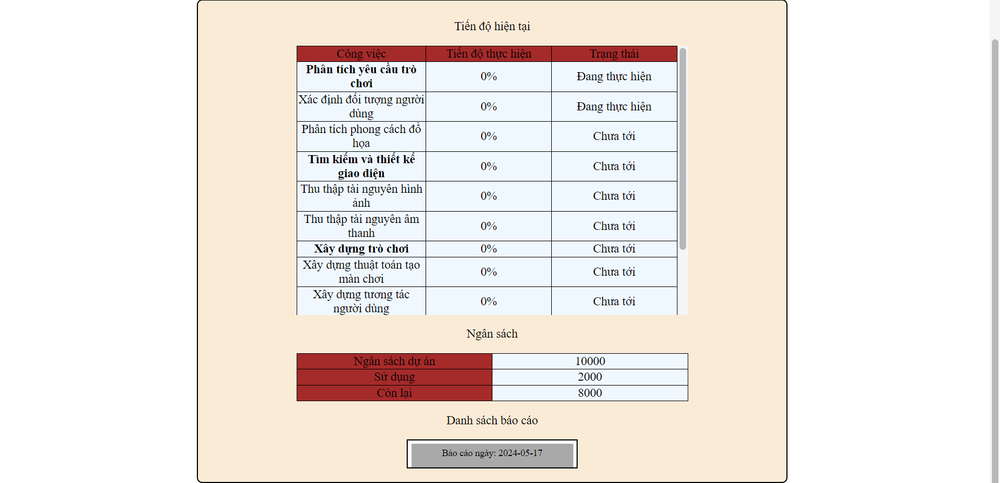 Tiến độ hiện tại
Công việc Tiến độ thực hiện Trạng thái
Phân tích yêu cầu trò
chơi
0% Đang thực hiện
Xác định đối tượng người
dùng
0% Đang thực hiện
Phân tích phong cách đồ
họa
0% Chưa tới
Tìm kiếm và thiết kế
giao diện
0% Chưa tới
Thu thập tài nguyên hình
ảnh
0% Chưa tới
Thu thập tài nguyên âm
thanh
0% Chưa tới
Xây dựng trò chơi 0% Chưa tới
Xây dựng thuật toán tạo
màn chơi
0% Chưa tới
Xây dựng tương tác
người dùng
0% Chưa tới
Ngân sách
Ngân sách dự án 10000
Sử dụng 2000
Còn lại 8000
Danh sách báo cáo
Báo cáo ngày: 2024-05-17